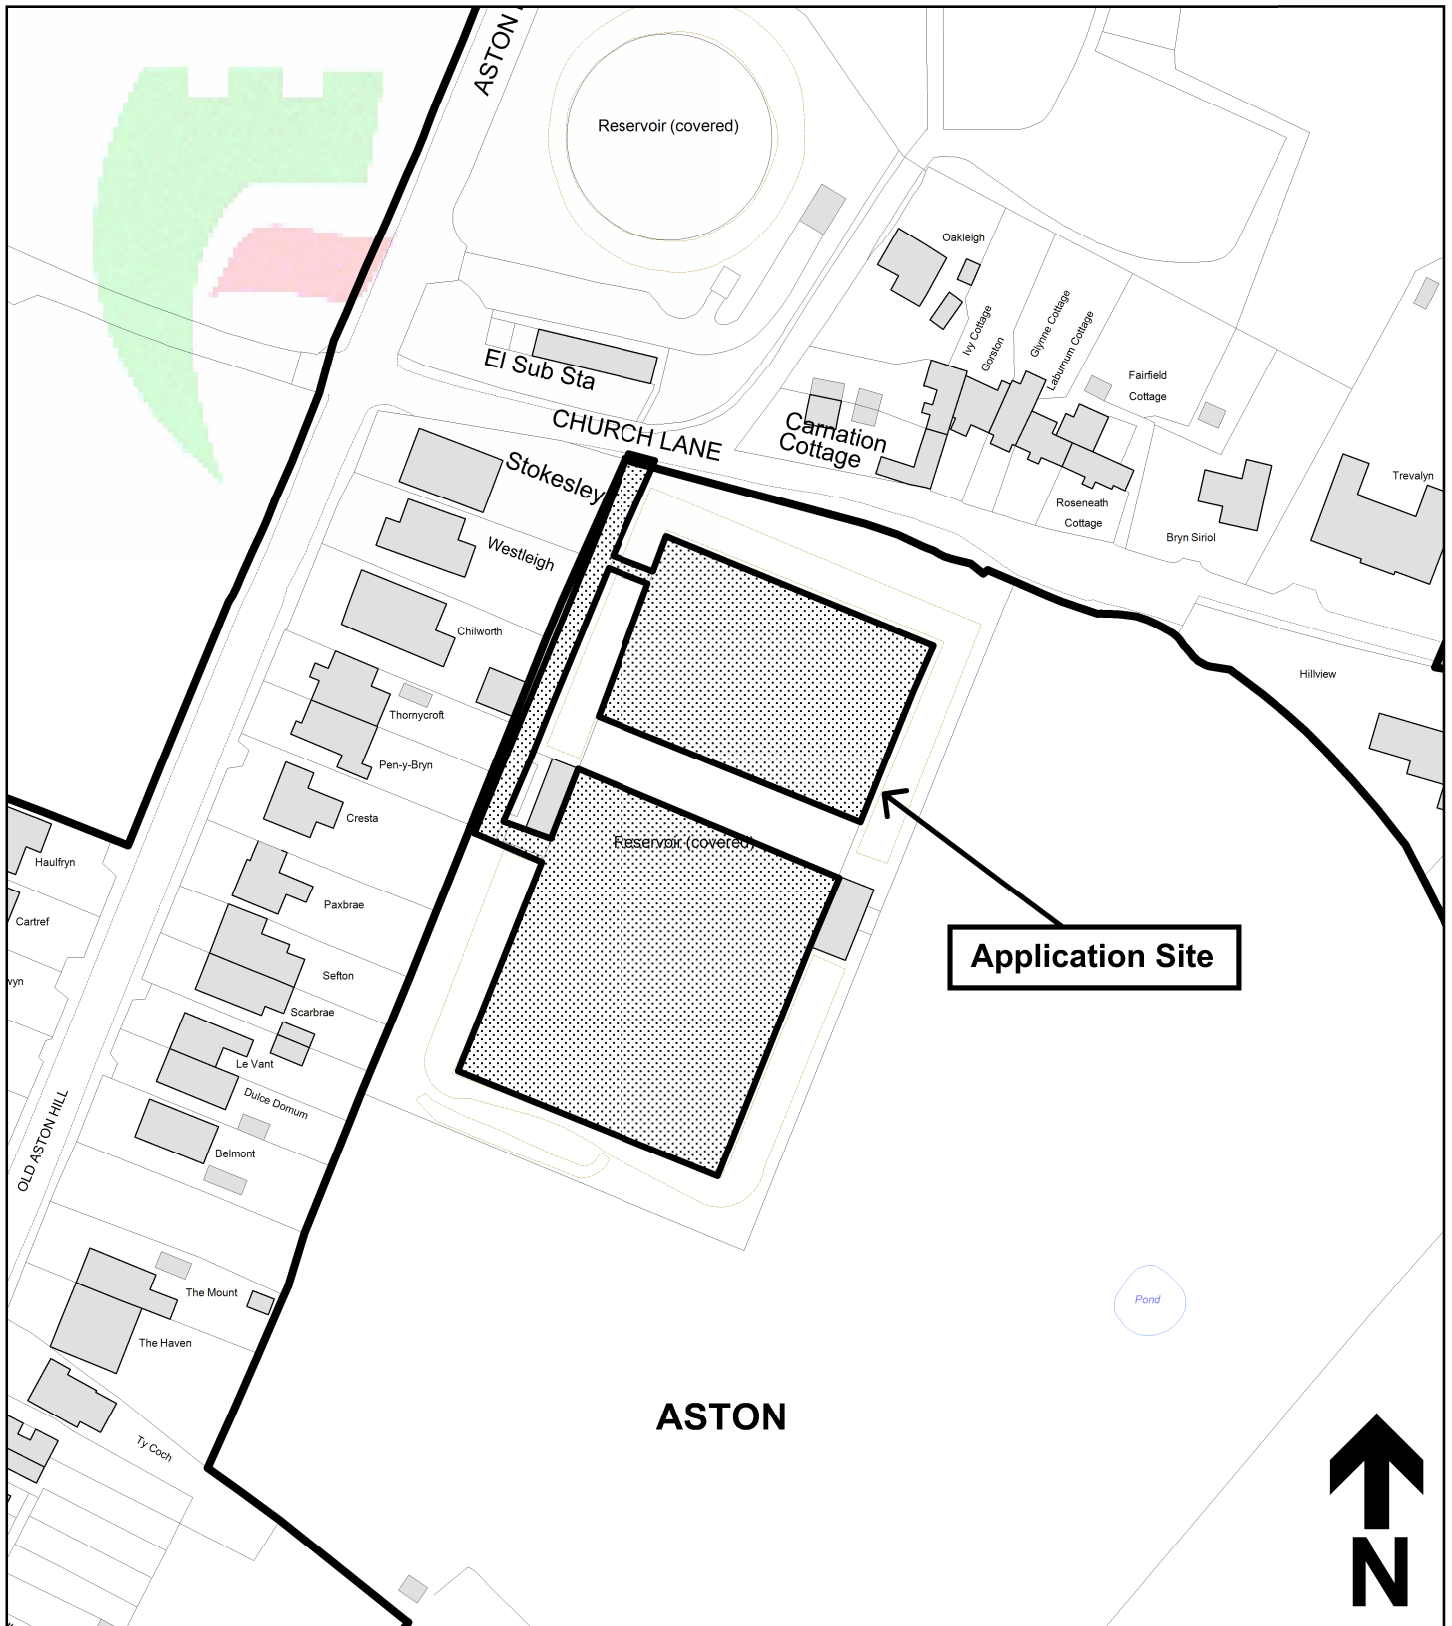 ASTON
Reservoir (covered)
Oakleigh
Ivy Cottage
Gorston
Glynne Cottage
Laburnum Cottage
Fairfield
Cottage
El Sub Sta
CHURCH LANE
Carnation
Cottage
Stokesley
Trevalyn
Roseneath
Cottage
Bryn Siriol
Westleigh
Chilworth
Hillview
Thornycroft
Pen-y-Bryn
Cresta
Reservoir (covered)
Haulfryn
Paxbrae
Cartref
Application Site
Sefton
wyn
Scarbrae
Le Vant
Dulce Domum
OLD ASTON HILL
Belmont
The Mount
Pond
The Haven
ASTON
Ty Coch
N